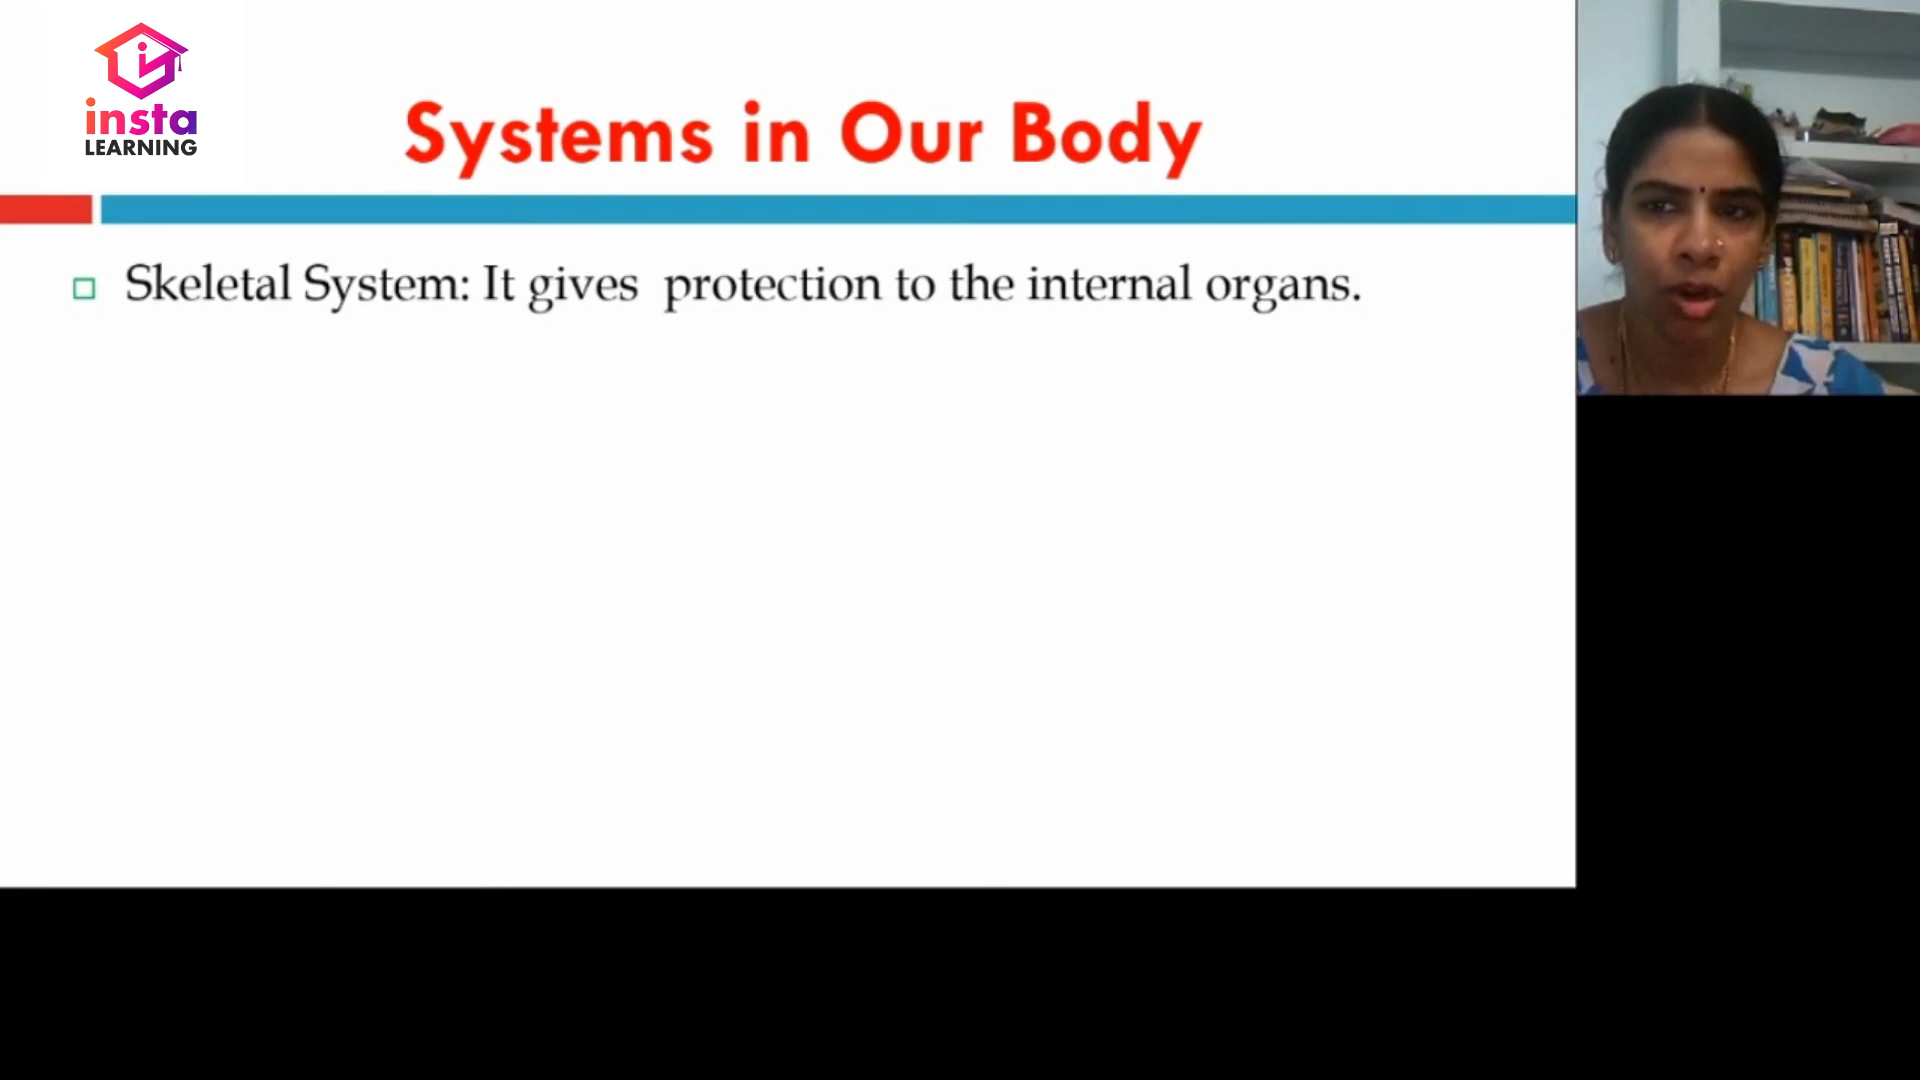 insta
LEARNING
Systems in Our Body
Skeletal System: It gives protection to the internal organs.